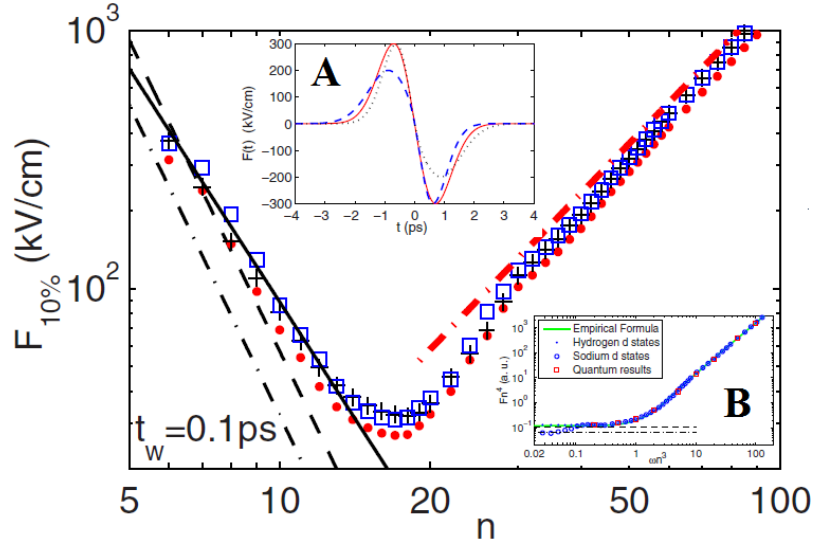 10³
10²
F10% (kV/cm)
5
10
20
50
100
n
t_w=0.1ps
A
300
200
100
0
−100
−200
−300
F(t) (kV/cm)
−4
−3
−2
−1
0
1
2
3
4
t (ps)
B
Empirical Formula
Hydrogen d states
Sodium d states
Quantum results
10³
10²
10¹
10⁰
10⁻¹
10⁻²
Fn⁴ (a. u.)
0.02
0.1
1
10
100
ωn³